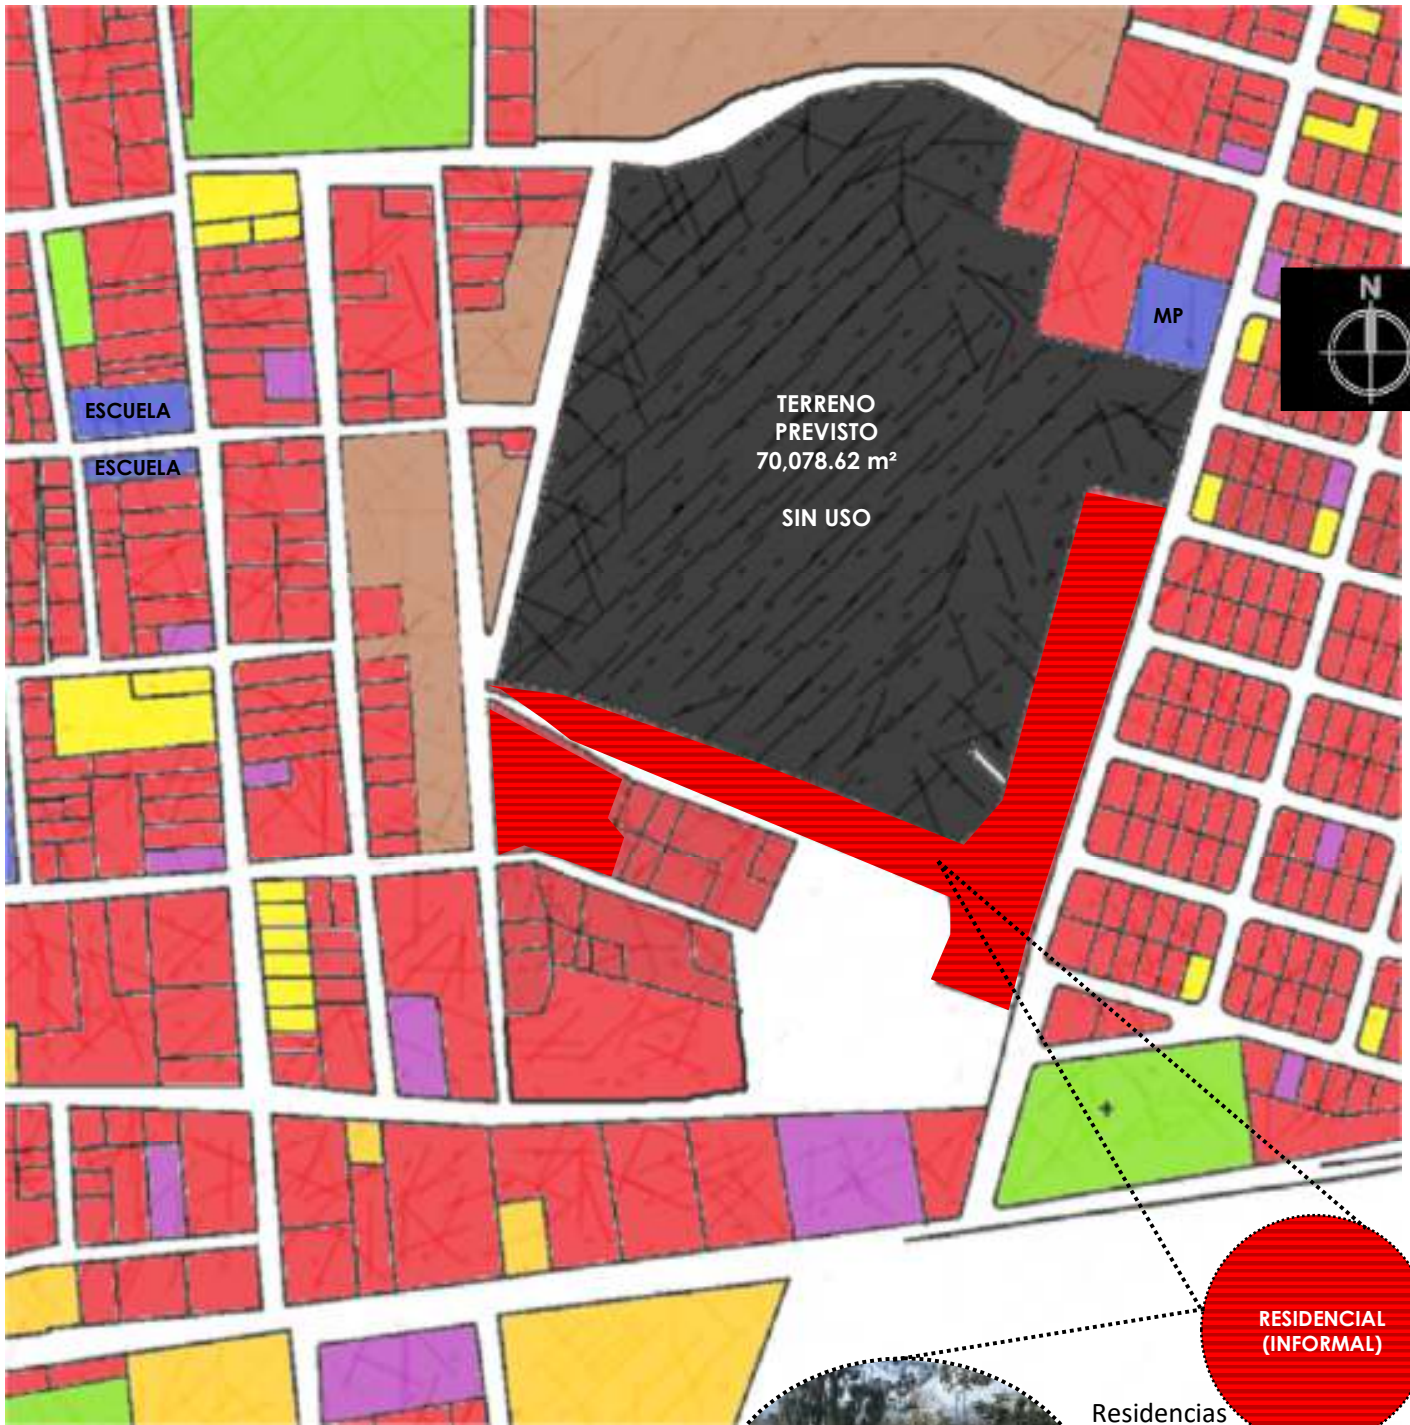 N
MP
TERRENO
PREVISTO
70,078.62 m²
SIN USO
ESCUELA
ESCUELA
RESIDENCIAL
(INFORMAL)
Residencias